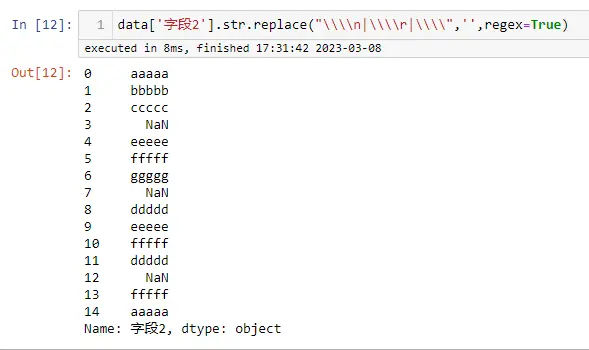 In [12]: 1 data['字段2'].str.replace("\\\\n|\\\\r|\\\\",'',regex=True)
executed in 8ms, finished 17:31:42 2023-03-08
Out[12]: 0 aaaaa
1 bbbbb
2 ccccc
3 NaN
4 eeeee
5 fffff
6 ggggg
7 NaN
8 ddddd
9 eeeee
10 fffff
11 ddddd
12 NaN
13 fffff
14 aaaaa
Name: 字段2, dtype: object